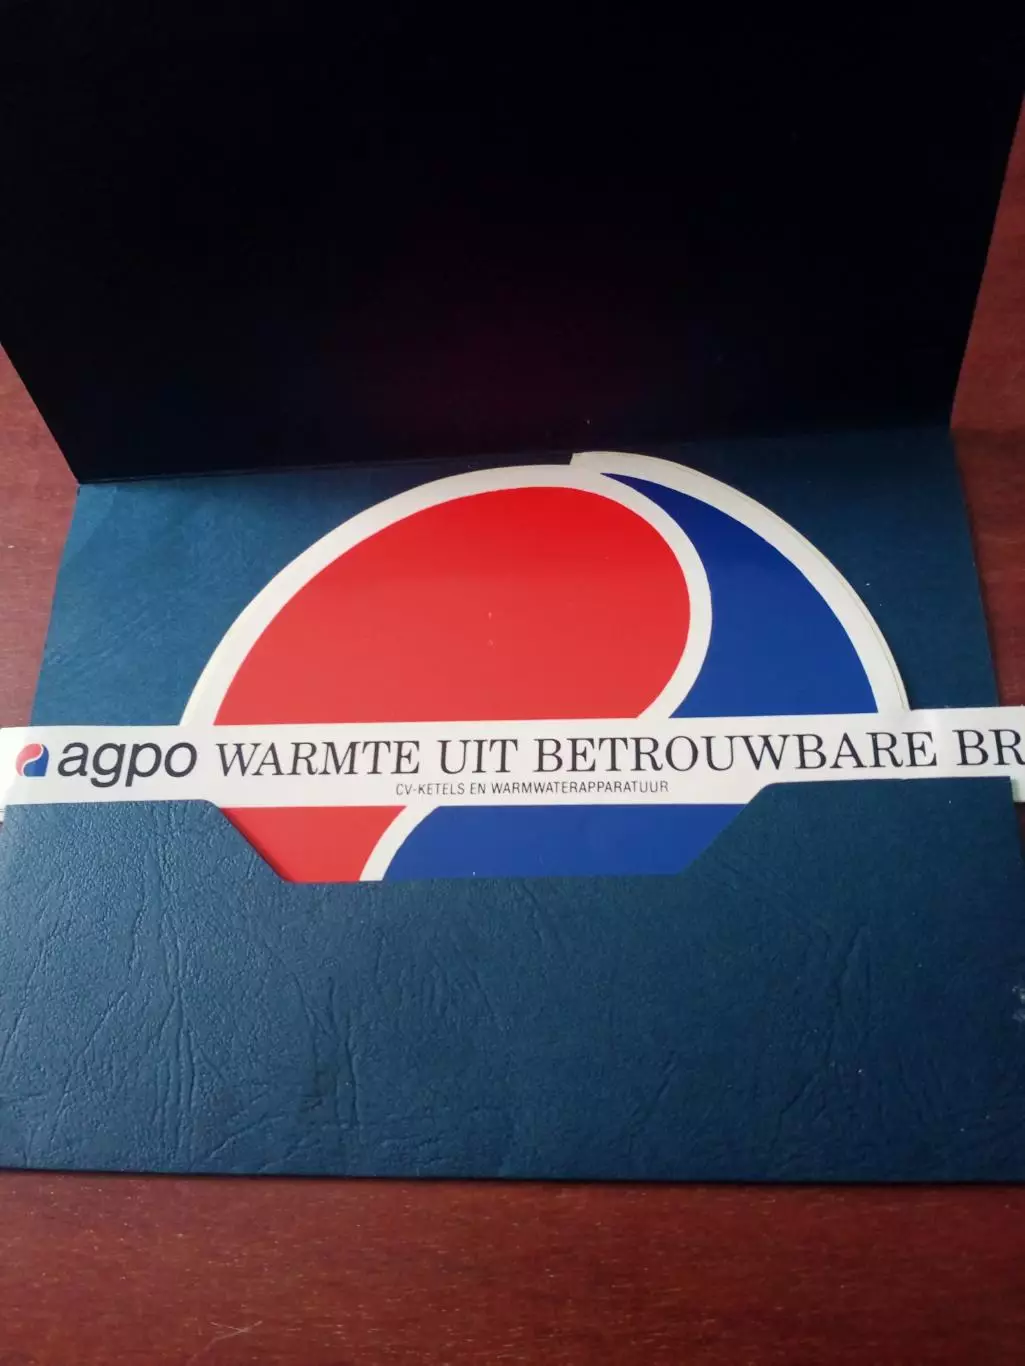 agpo WARMTE UIT BETROUWBARE BR
CV-KETELS EN WARMWATERAPPARATUUR